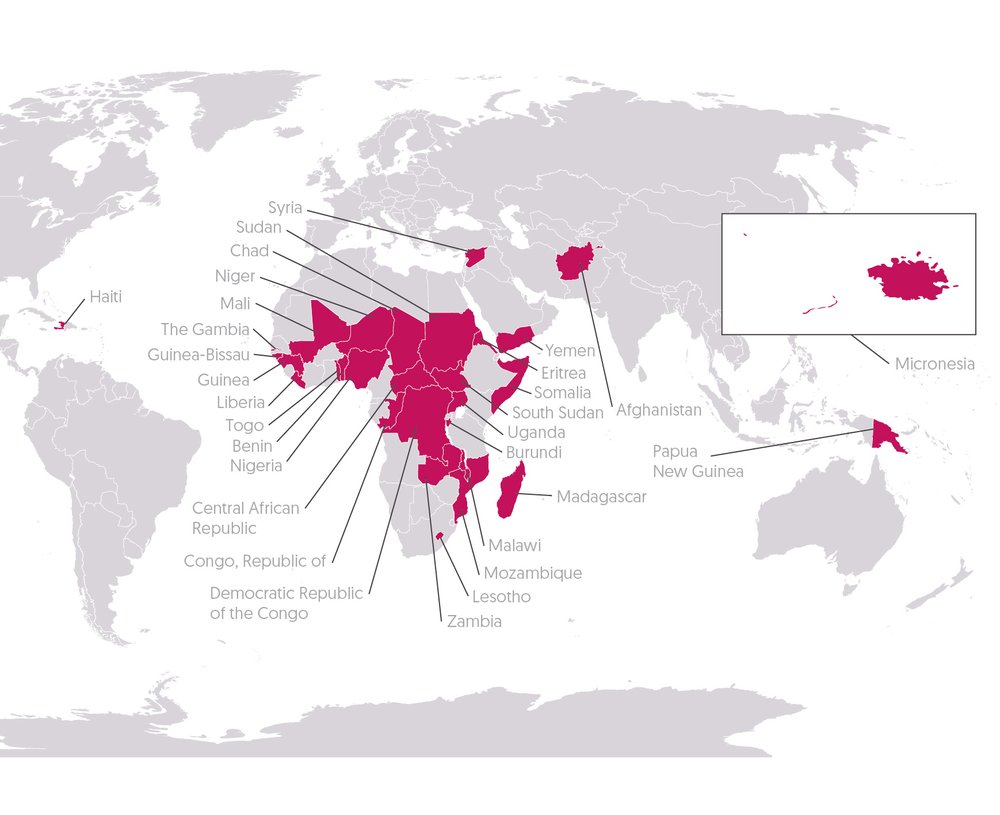 Syria
Sudan
Chad
Niger
Haiti
Mali
The Gambia
Guinea-Bissau
Guinea
Liberia
Togo
Benin
Nigeria
Central African
Republic
Congo, Republic of
Democratic Republic
of the Congo
Yemen
Eritrea
Somalia
South Sudan
Uganda
Burundi
Afghanistan
Micronesia
Papua
New Guinea
Madagascar
Malawi
Mozambique
Lesotho
Zambia